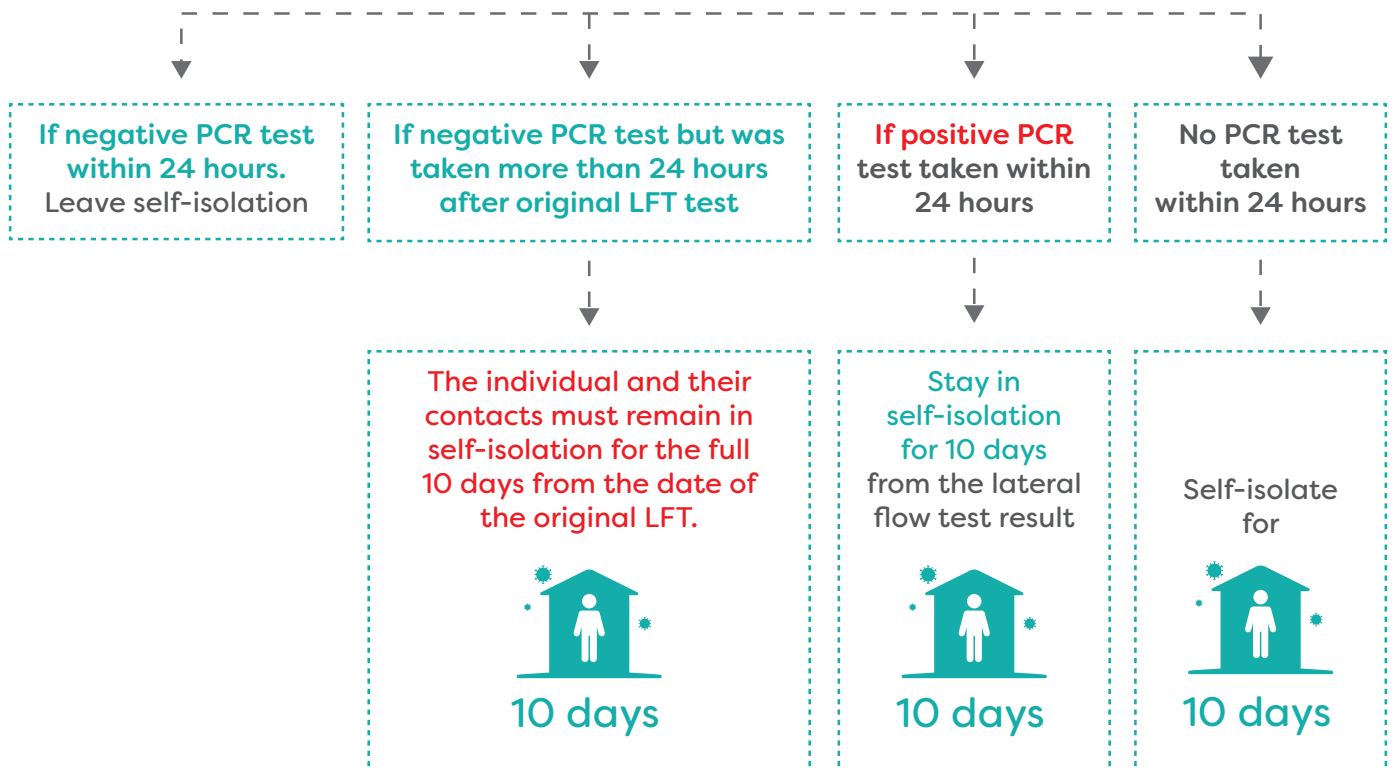 If negative PCR test
within 24 hours.
Leave self-isolation
If negative PCR test but was
taken more than 24 hours
after original LFT test
If positive PCR
test taken within
24 hours
No PCR test
taken
within 24 hours
The individual and their
contacts must remain in
self-isolation for the full
10 days from the date of
the original LFT.
10 days
Stay in
self-isolation
for 10 days
from the lateral
flow test result
10 days
Self-isolate
for
10 days